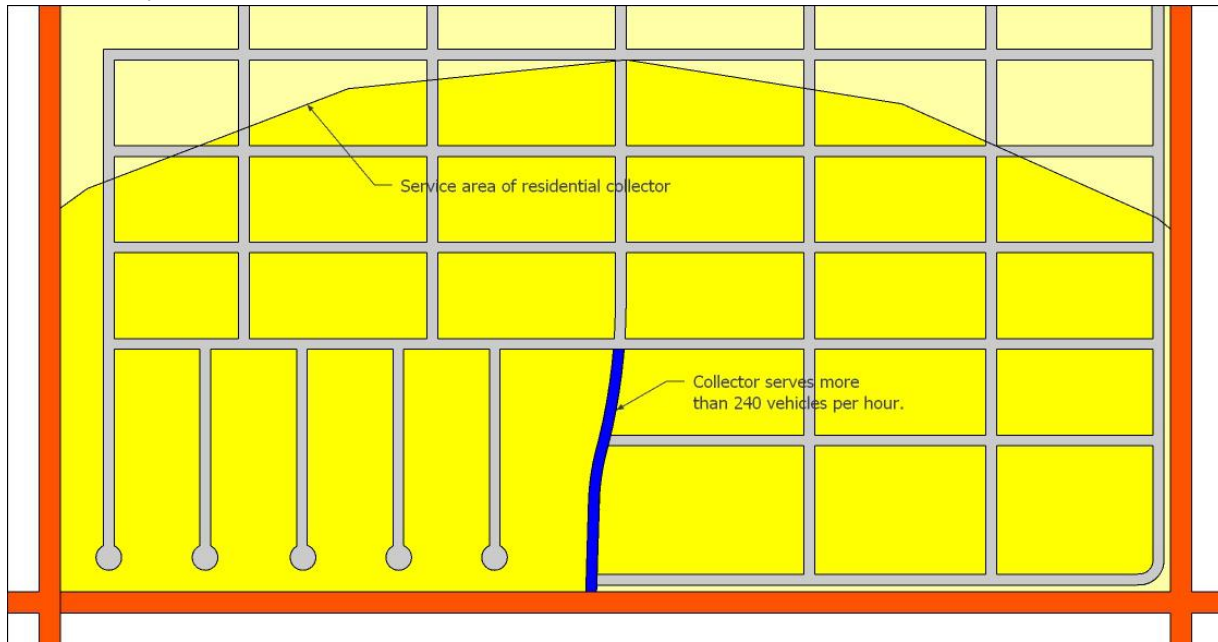 Service area of residential collector
Collector serves more
than 240 vehicles per hour.